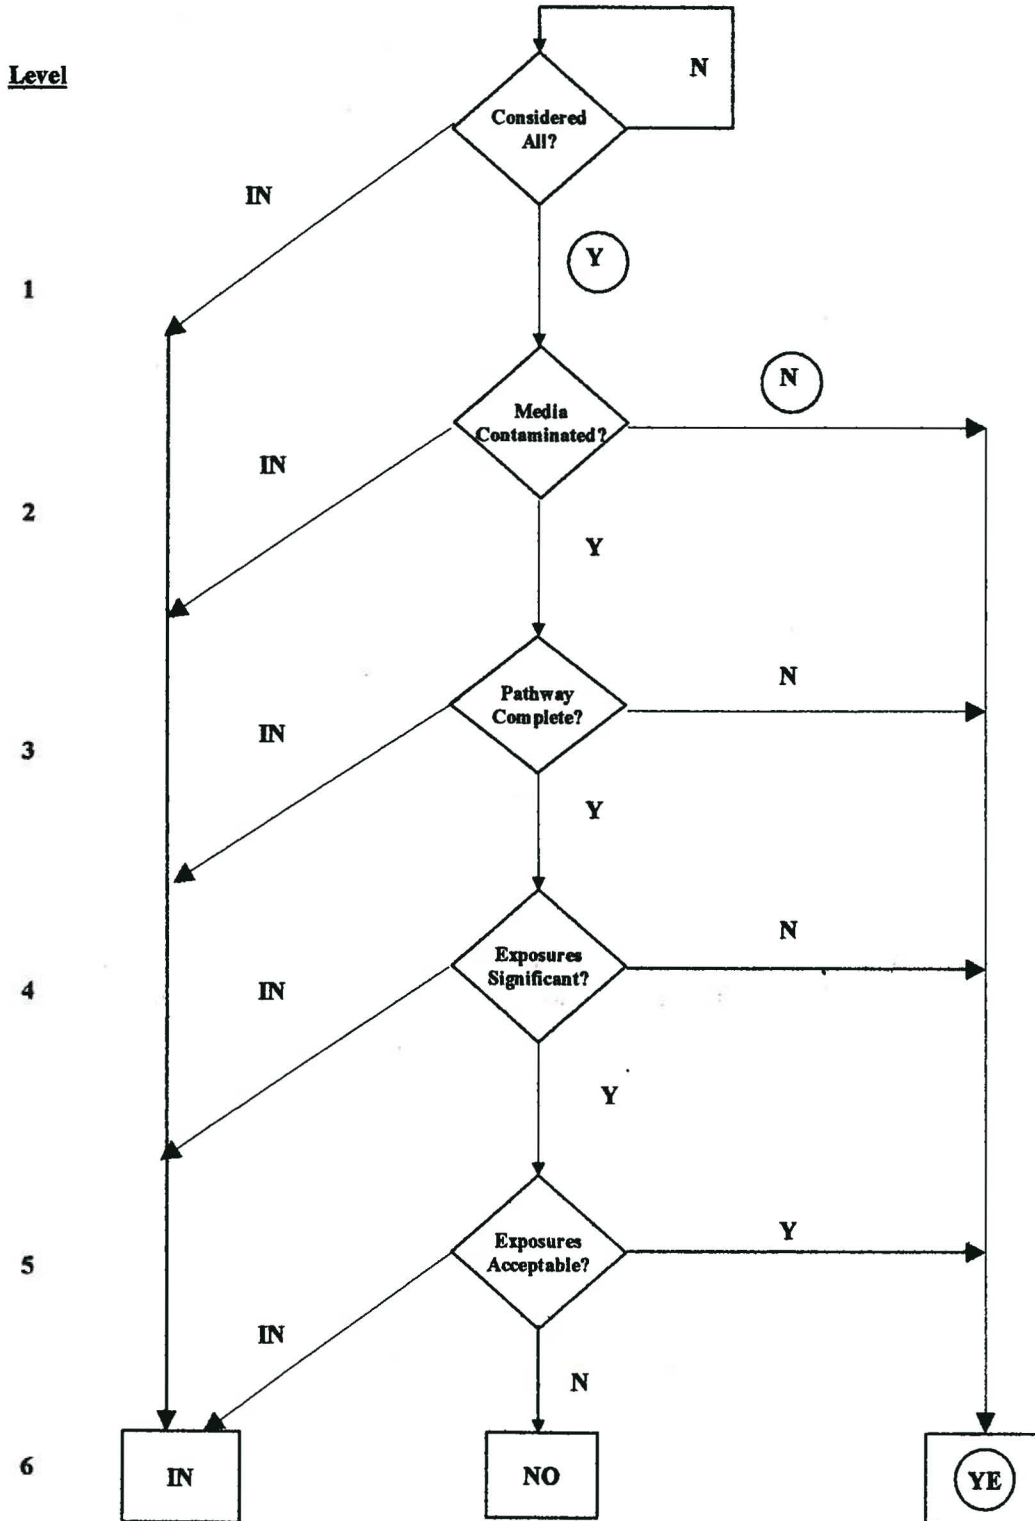 Level
N
Considered
All?
IN
Y
1
N
Media
Contaminated?
IN
2
Y
N
Pathway
Complete?
IN
3
Y
N
Exposures
Significant?
IN
4
Y
Y
Exposures
Acceptable?
5
IN
N
6
IN
NO
YE